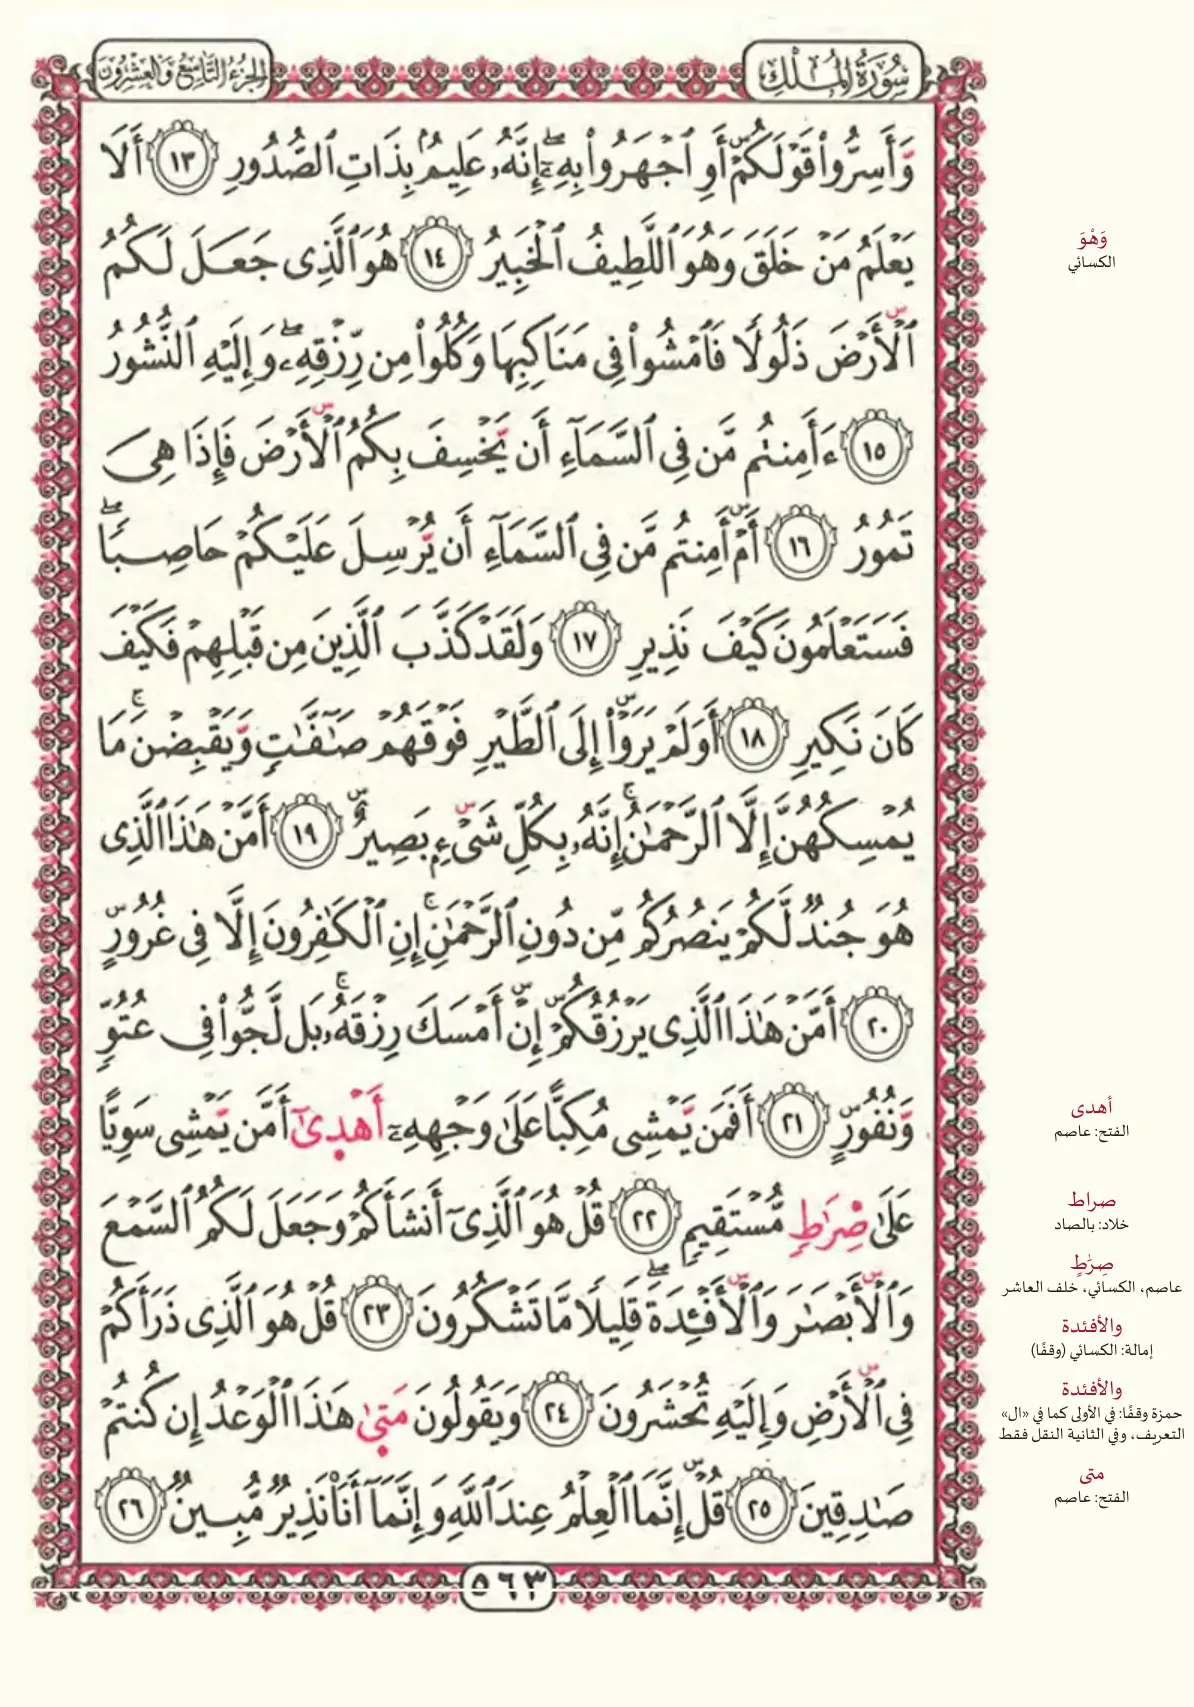 سُورَةُ المُلْكِ
الجُزْءُ التَّاسِعُ وَالعِشْرُونَ
وَأَسِرُّوا۟ قَوْلَكُمْ أَوِ ٱجْهَرُوا۟ بِهِۦٓ ۖ إِنَّهُۥ عَلِيمُۢ بِذَاتِ ٱلصُّدُورِ ١٣ أَلَا
يَعْلَمُ مَنْ خَلَقَ وَهُوَ ٱللَّطِيفُ ٱلْخَبِيرُ ١٤ هُوَ ٱلَّذِى جَعَلَ لَكُمُ
ٱلْأَرْضَ ذَلُولًا فَٱمْشُوا۟ فِى مَنَاكِبِهَا وَكُلُوا۟ مِن رِّزْقِهِۦ ۖ وَإِلَيْهِ ٱلنُّشُورُ
١٥ ءَأَمِنتُم مَّن فِى ٱلسَّمَآءِ أَن يَّخْسِفَ بِكُمُ ٱلْأَرْضَ فَإِذَا هِىَ
تَمُورُ ١٦ أَمْ أَمِنتُم مَّن فِى ٱلسَّمَآءِ أَن يُّرْسِلَ عَلَيْكُمْ حَاصِبًا ۖ
فَسَتَعْلَمُونَ كَيْفَ نَذِيرِ ١٧ وَلَقَدْ كَذَّبَ ٱلَّذِينَ مِن قَبْلِهِمْ فَكَيْفَ
كَانَ نَكِيرِ ١٨ أَوَلَمْ يَرَوْا۟ إِلَى ٱلطَّيْرِ فَوْقَهُمْ صَٰٓفَّٰتٍ وَّيَقْبِضْنَ ۚ مَا
يُمْسِكُهُنَّ إِلَّا ٱلرَّحْمَٰنُ ۚ إِنَّهُۥ بِكُلِّ شَىْءٍۭ بَصِيرٌ ١٩ أَمَّنْ هَٰذَا ٱلَّذِى
هُوَ جُندٌ لَّكُمْ يَنصُرُكُم مِّن دُونِ ٱلرَّحْمَٰنِ ۚ إِنِ ٱلْكَٰفِرُونَ إِلَّا فِى غُرُورٍ
٢٠ أَمَّنْ هَٰذَا ٱلَّذِى يَرْزُقُكُمْ إِنْ أَمْسَكَ رِزْقَهُۥ ۚ بَل لَّجُّوا۟ فِى عُتُوٍّ
وَّنُفُورٍ ٢١ أَفَمَن يَّمْشِى مُكِبًّا عَلَىٰ وَجْهِهِۦٓ أَهْدِىٰٓ أَمَّن يَّمْشِى سَوِيًّا
عَلَىٰ صِرَٰطٍ مُّسْتَقِيمٍ ٢٢ قُلْ هُوَ ٱلَّذِىٓ أَنشَأَكُمْ وَجَعَلَ لَكُمُ ٱلسَّمْعَ
وَٱلْأَبْصَٰرَ وَٱلْأَفْـِٔدَةَ ۖ قَلِيلًا مَّا تَشْكُرُونَ ٢٣ قُلْ هُوَ ٱلَّذِى ذَرَأَكُمْ
فِى ٱلْأَرْضِ وَإِلَيْهِ تُحْشَرُونَ ٢٤ وَيَقُولُونَ مَتَىٰ هَٰذَا ٱلْوَعْدُ إِن كُنتُمْ
صَٰدِقِينَ ٢٥ قُلْ إِنَّمَا ٱلْعِلْمُ عِندَ ٱللَّهِ وَإِنَّمَآ أَنَا۠ نَذِيرٌ مُّبِينٌ ٢٦
٥٦٣
وَهْوَ
الكسائي
أهدى
الفتح: عاصم
صراط
خلاد: بالصاد
صِرَٰطٍ
عاصم، الكسائي، خلف العاشر
والأفئدة
إمالة: الكسائي (وقفًا)
والأفئدة
حمزة وقفًا: في الأولى كما في «ال»
التعريف، وفي الثانية النقل فقط
متى
الفتح: عاصم